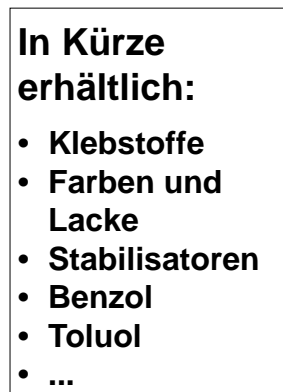 In Kürze
erhältlich:
• Klebstoffe
• Farben und
Lacke
• Stabilisatoren
• Benzol
• Toluol
• ...